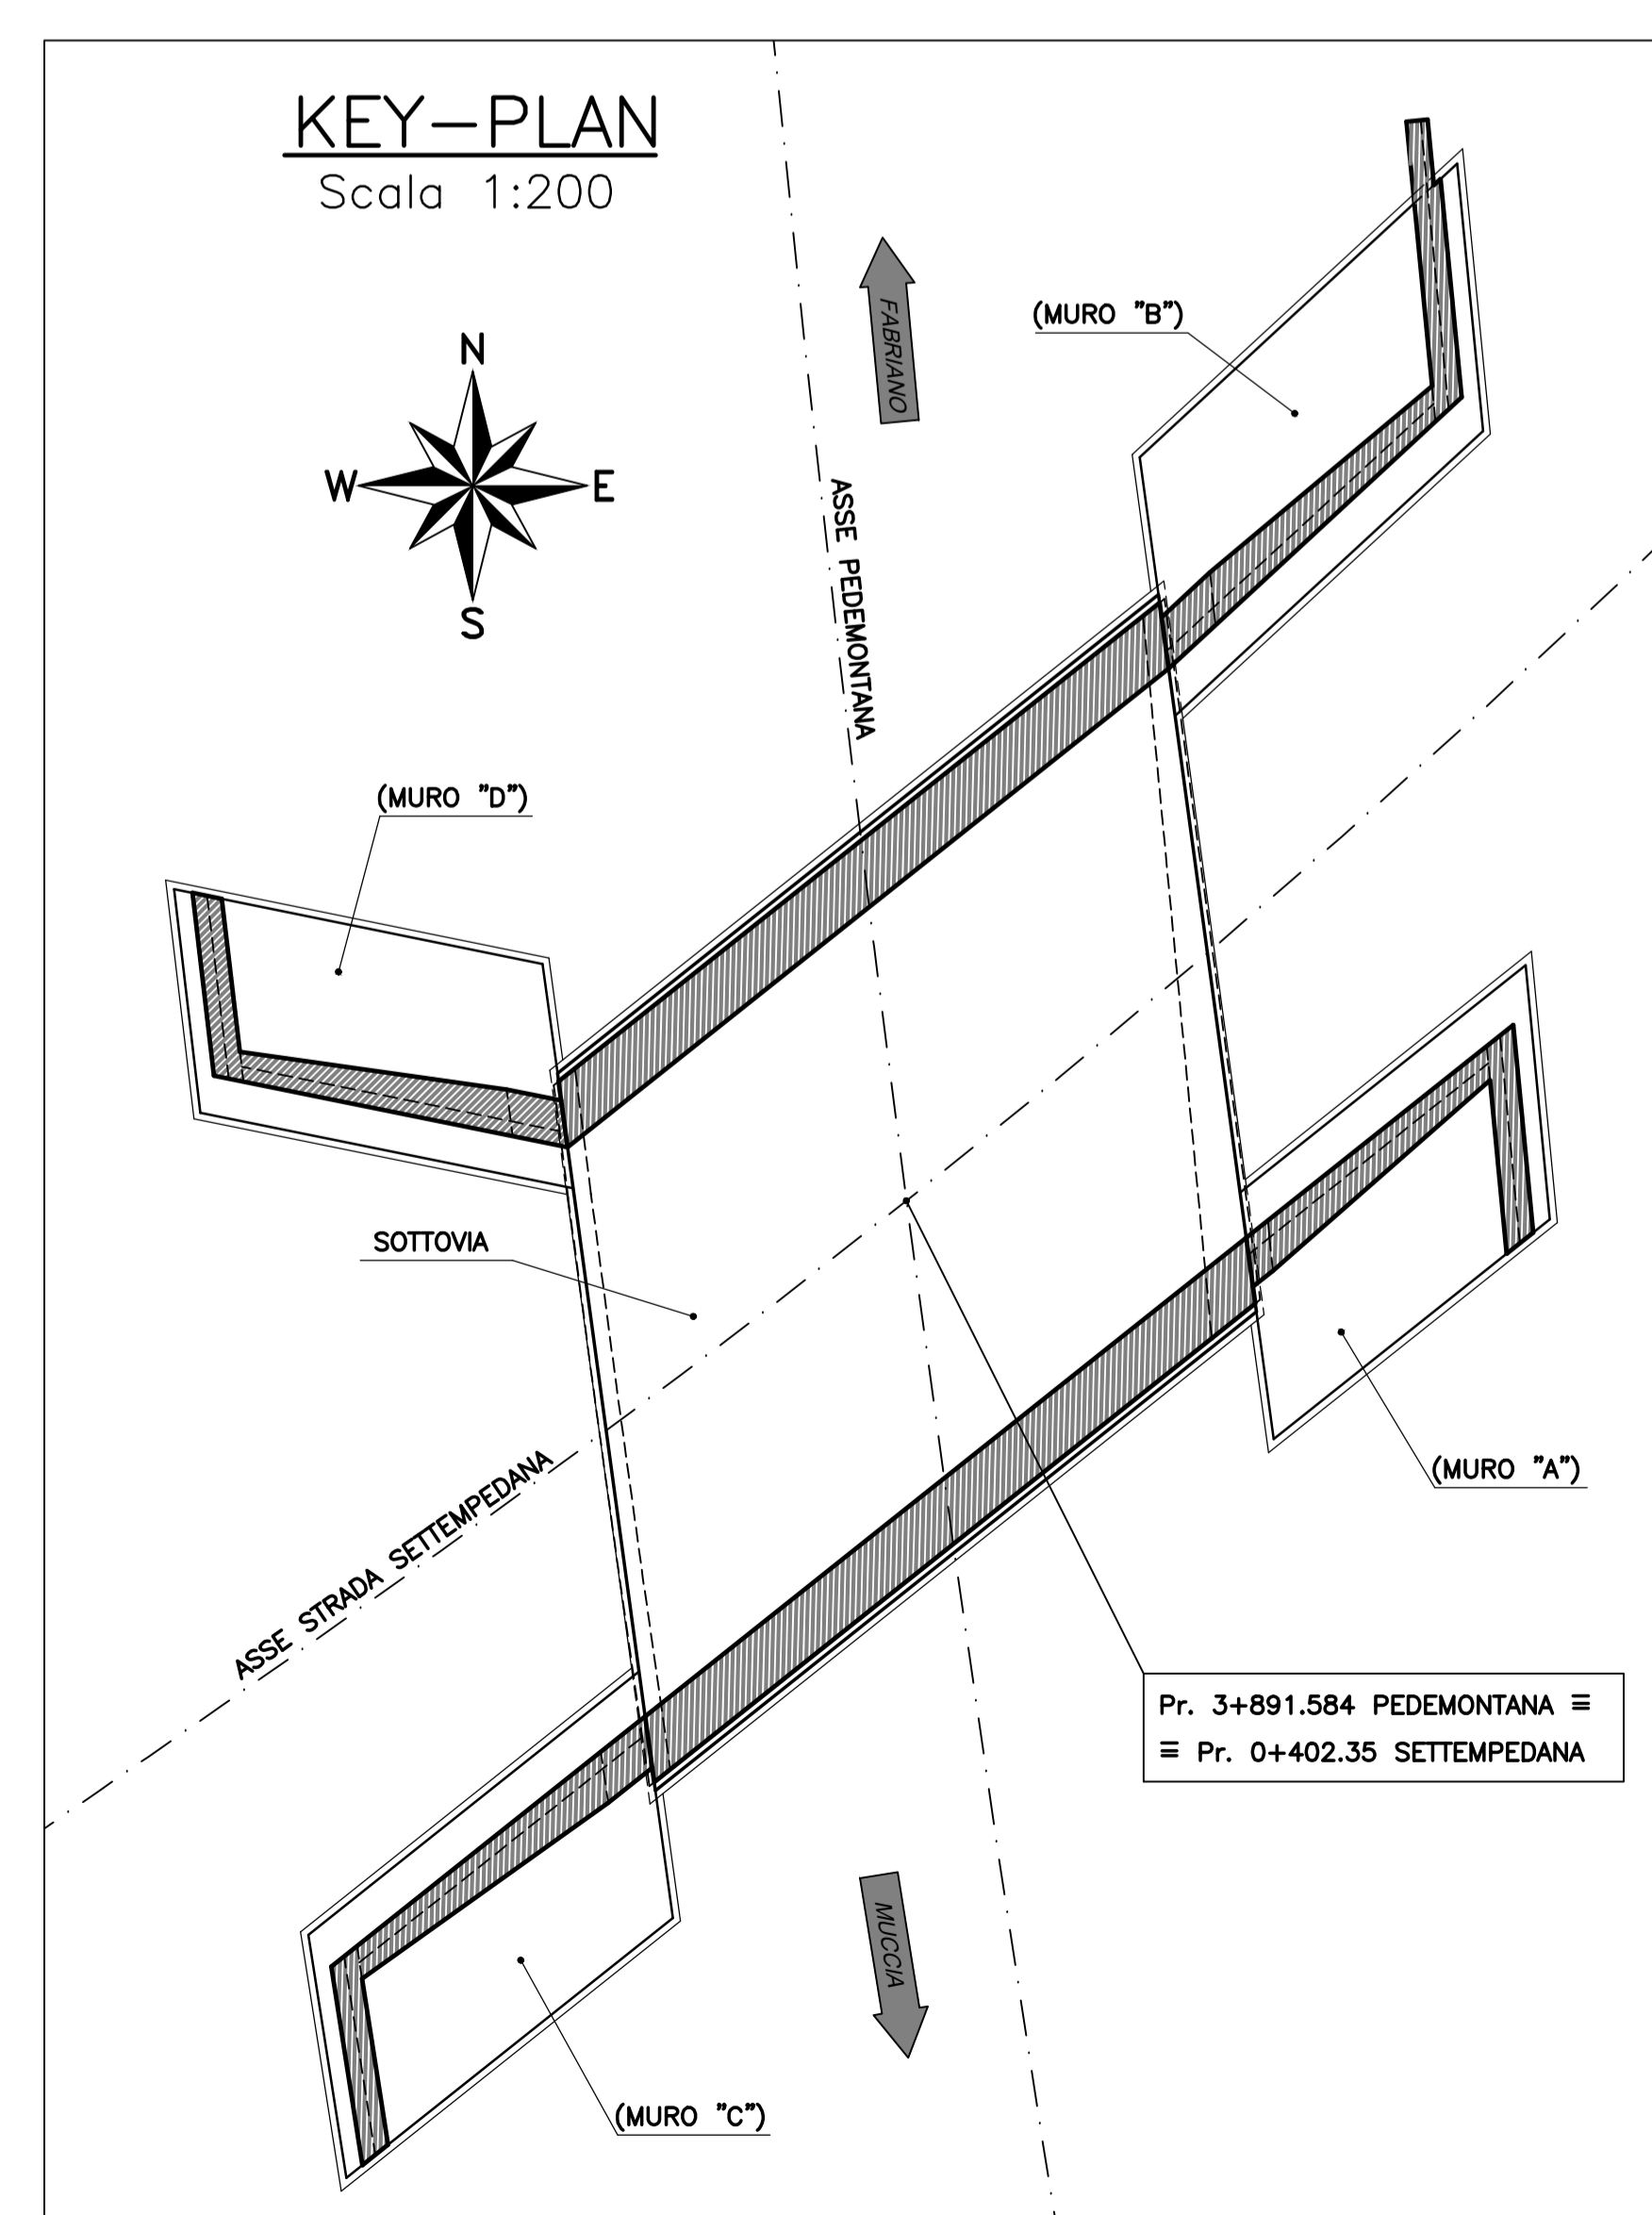 KEY-PLAN
Scala 1:200
N
W
E
S
FABRIANO
(MURO "B")
ASSE PEDEMONTANA
(MURO "D")
SOTTOVIA
ASSE STRADA SETTEMPEDANA
(MURO "A")
Pr. 3+891.584 PEDEMONTANA ≡
≡ Pr. 0+402.35 SETTEMPEDANA
MUCCIA
(MURO "C")